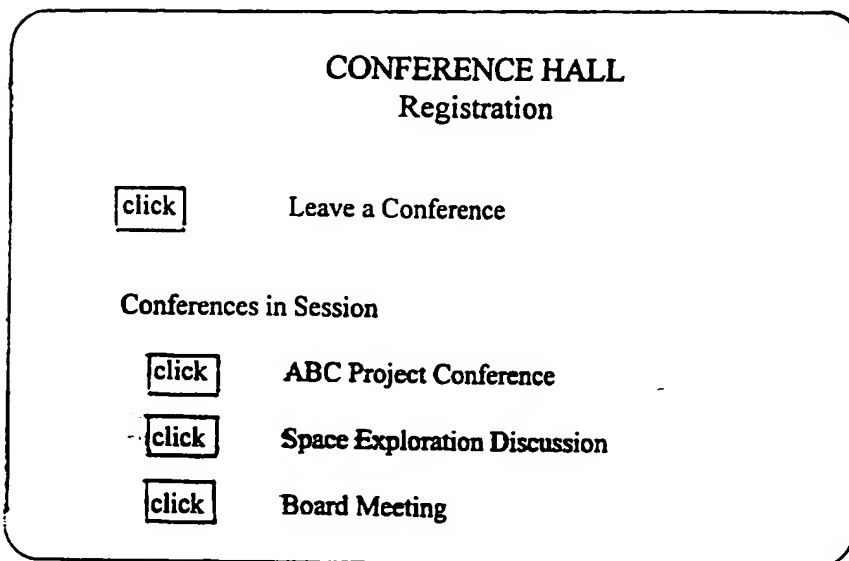 CONFERENCE HALL
Registration
click Leave a Conference
Conferences in Session
click ABC Project Conference
click Space Exploration Discussion
click Board Meeting